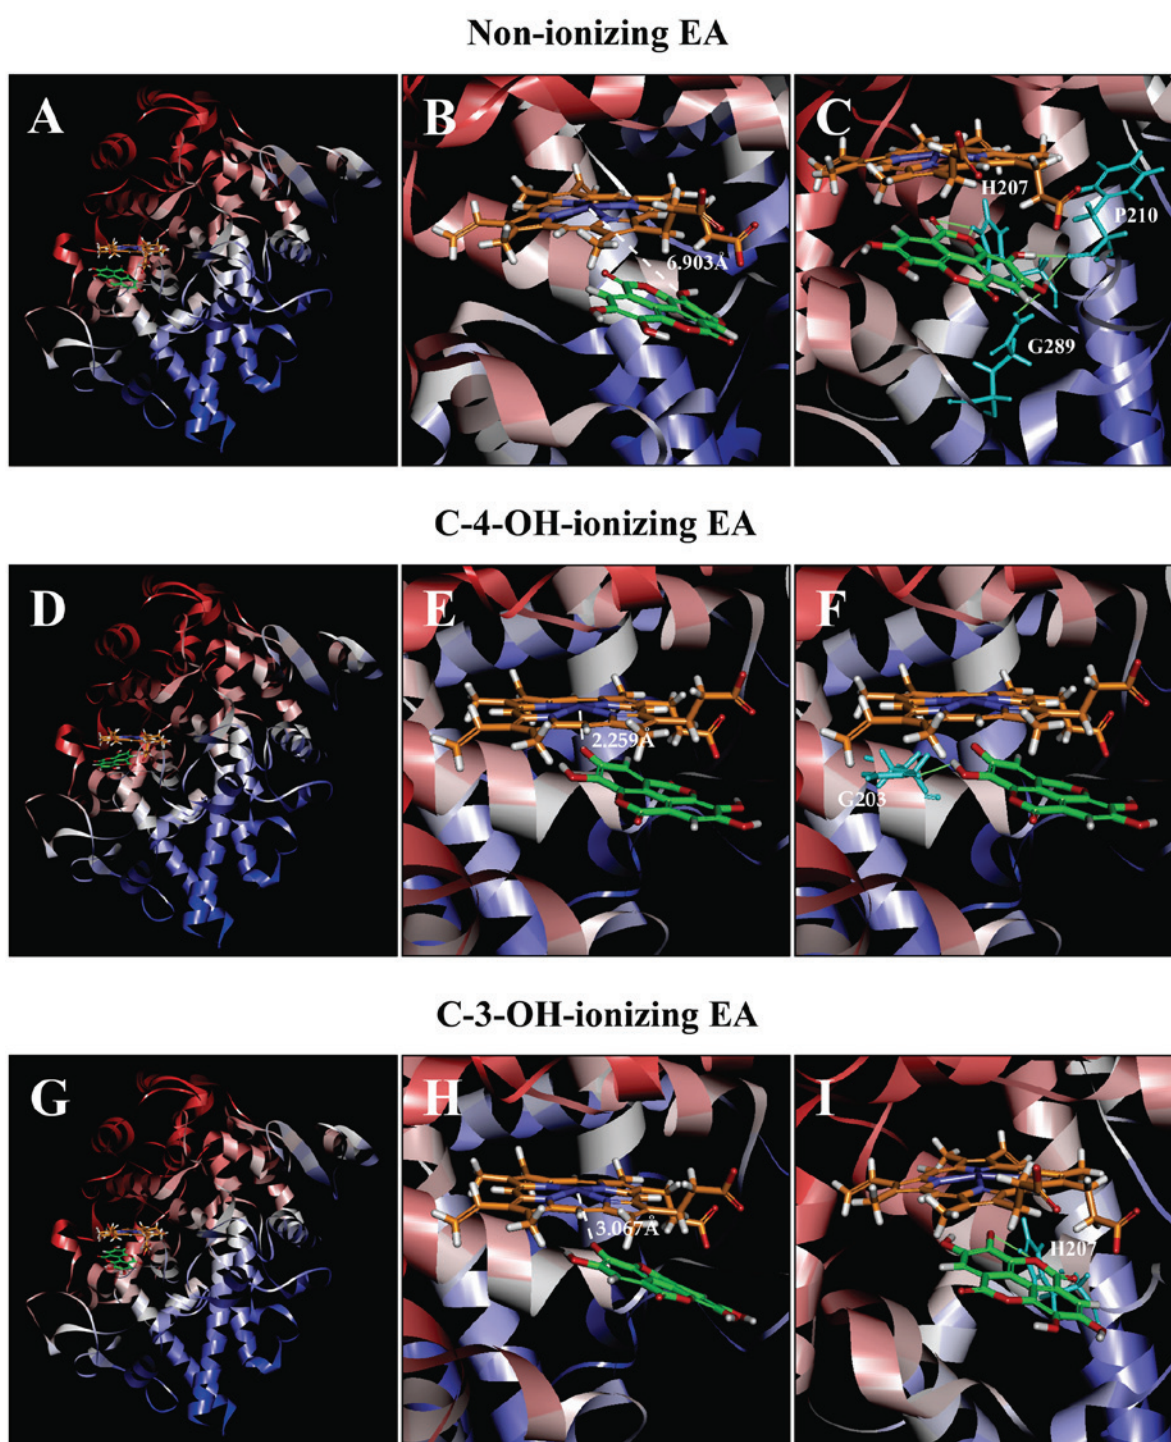 Non-ionizing EA
A
B
C
6.903Å
H207
P210
G289
C-4-OH-ionizing EA
D
E
F
2.259Å
G203
C-3-OH-ionizing EA
G
H
I
3.067Å
H207